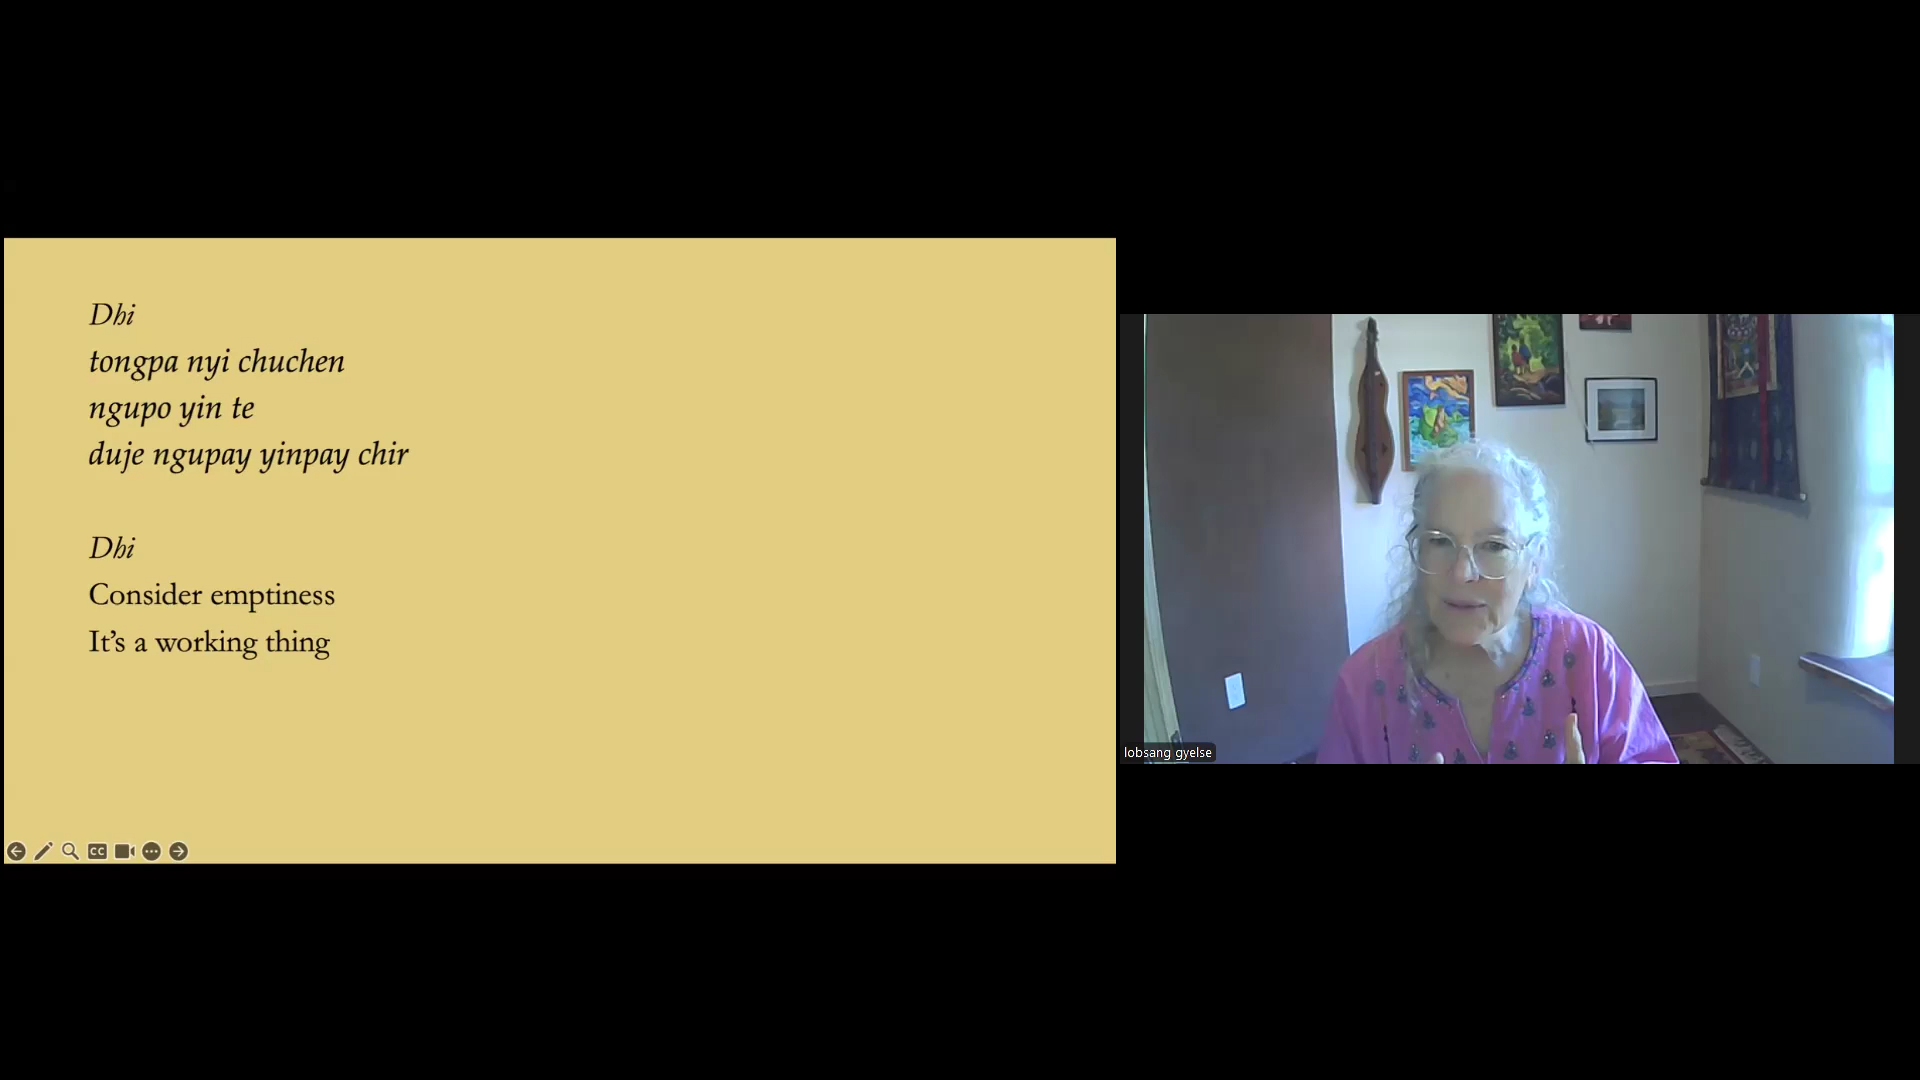 Dhi
tongpa nyi chuchen
ngupo yin te
duje ngupay yinpay chir
Dhi
Consider emptiness
It’s a working thing
CC
lobsang gyelse